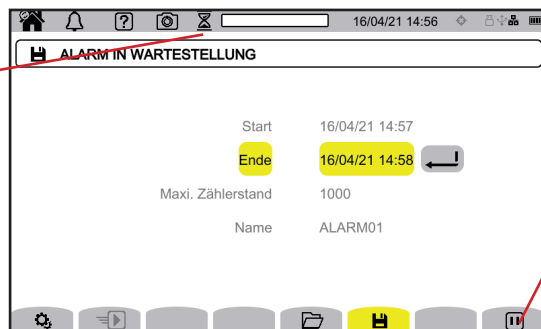 ?
16/04/21 14:56
ALARM IN WARTESTELLUNG
Start 16/04/21 14:57
Ende 16/04/21 14:58
Maxi. Zählerstand 1000
Name ALARM01